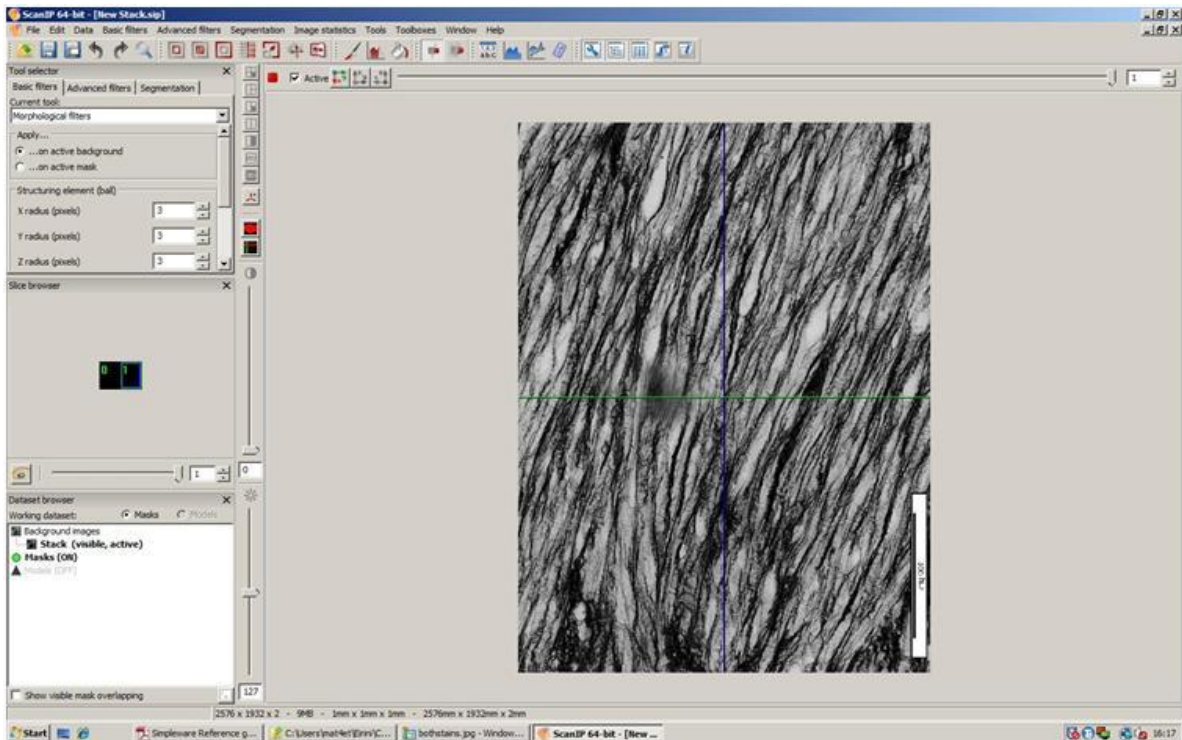 ScanIP 64-bit - [New Stack.sip]
File Edit Data Basic filters Advanced filters Segmentation Image statistics Tools Toolboxes Window Help
Tool selector
Basic filters Advanced filters Segmentation
Current tool:
Morphological filters
Apply...
...on active background
...on active mask
Structuring element (ball)
X radius (pixels) 3
Y radius (pixels) 3
Z radius (pixels) 3
Active
1
Slice browser
0 1
1
0
Dataset browser
Working dataset: Masks Models
Background images
Stack (visible, active)
Masks (ON)
Models (OFF)
Show visible mask overlapping
127
2576 x 1932 x 2 - 9MB - 1mm x 1mm x 1mm - 2576mm x 1932mm x 2mm
Start
Simpleware Reference g...
bothstains.jpg - Window...
ScanIP 64-bit - [New ...
16:17